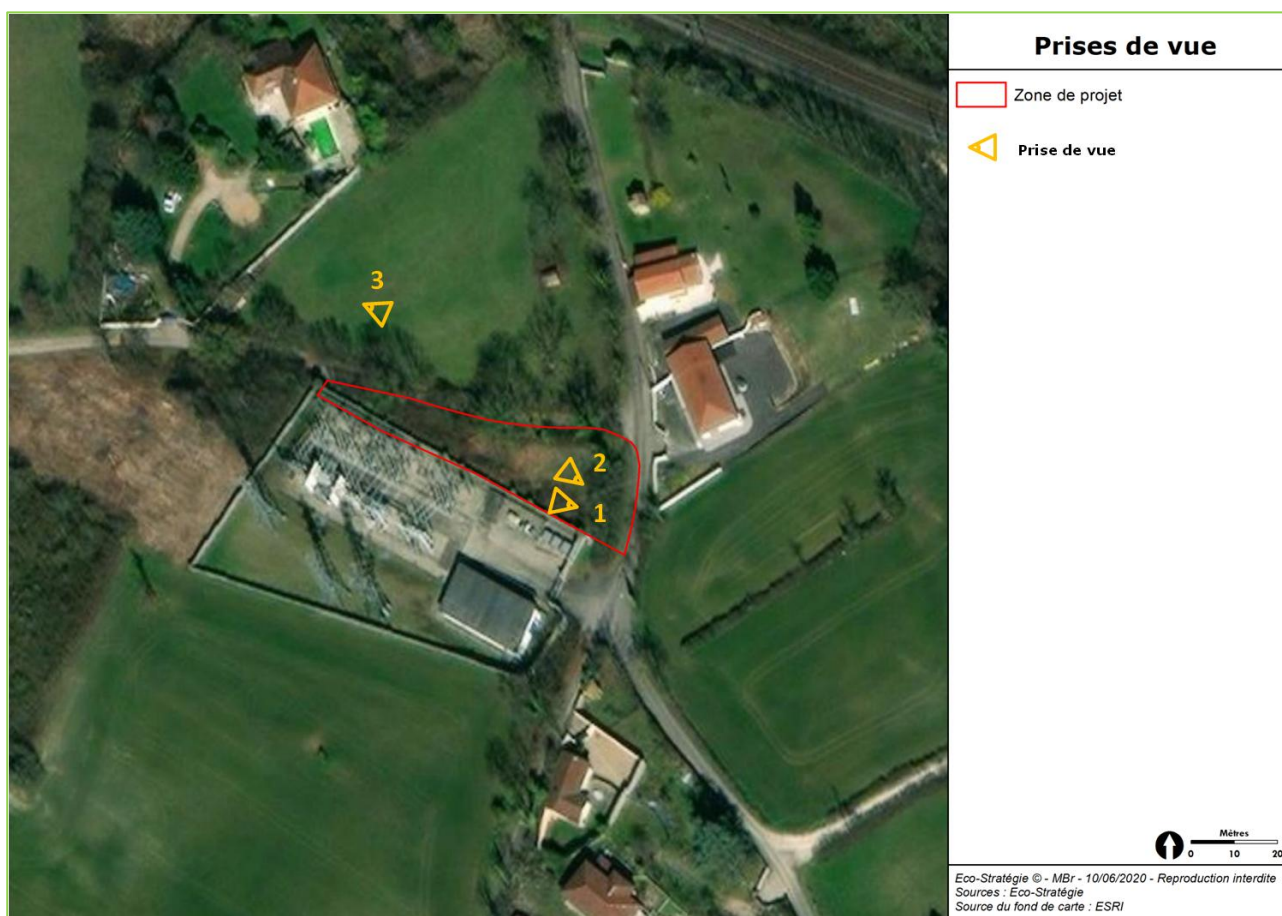 Prises de vue
Zone de projet
Prise de vue
3
2
1
Mètres
0 10 20
Eco-Stratégie © - MBr - 10/06/2020 - Reproduction interdite
Sources : Eco-Stratégie
Source du fond de carte : ESRI